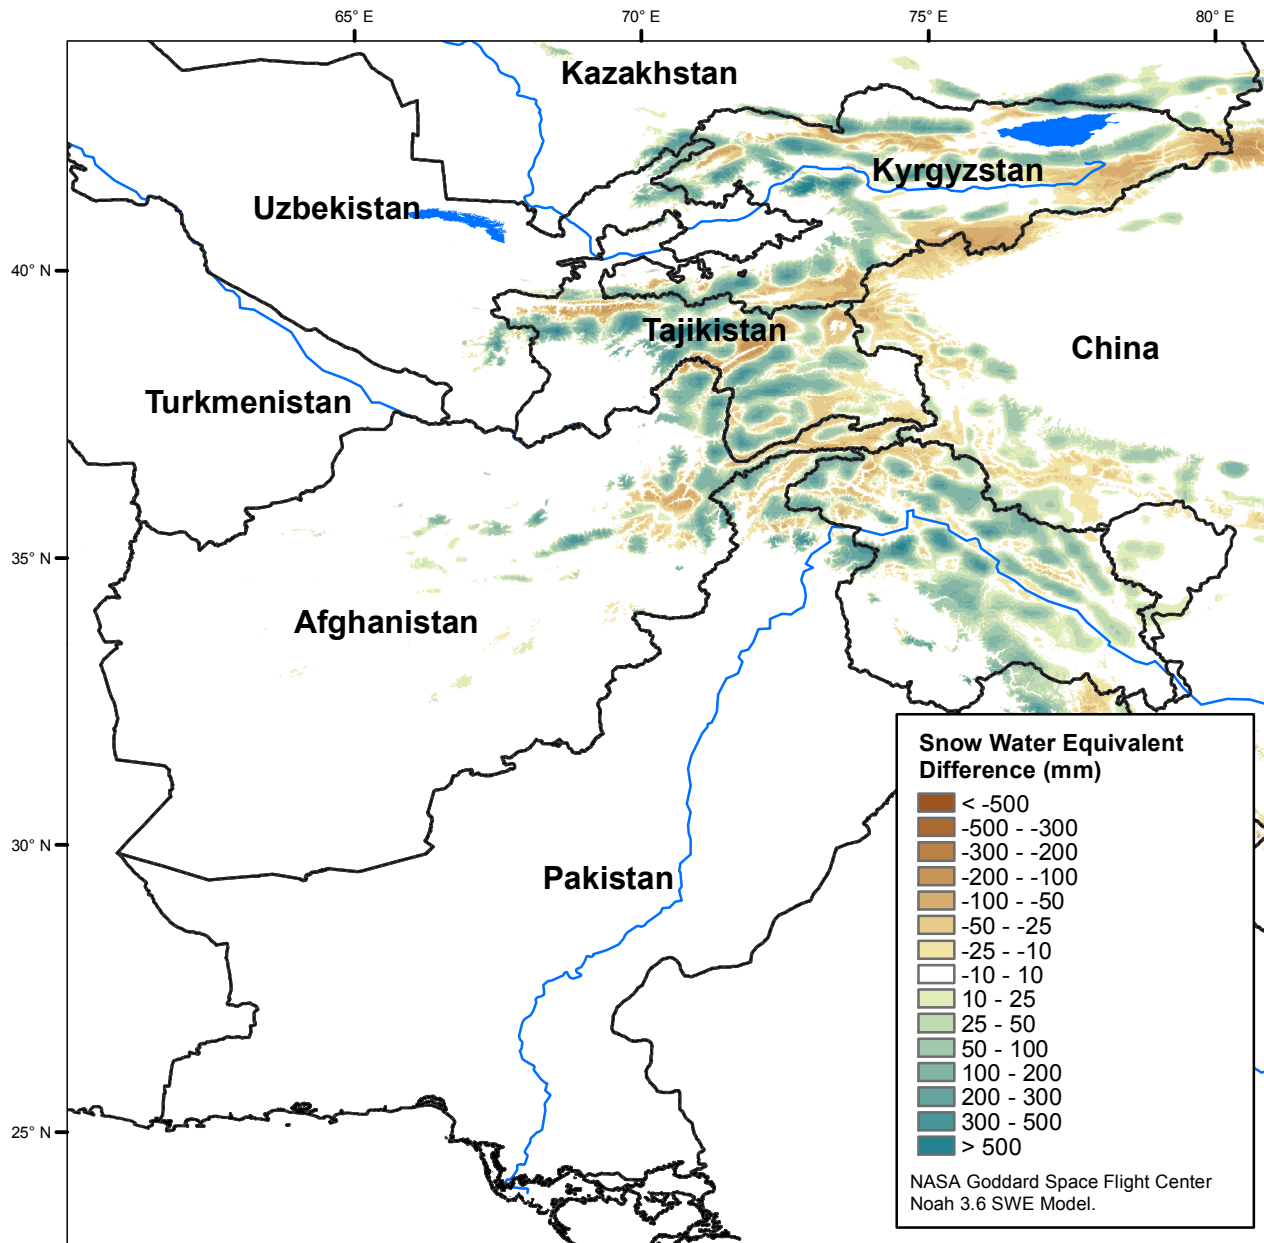 65° E
70° E
75° E
80° E
Kazakhstan
Kyrgyzstan
Uzbekistan
40° N
Tajikistan
China
Turkmenistan
35° N
Afghanistan
Snow Water Equivalent
Difference (mm)
< -500
-500 - -300
-300 - -200
-200 - -100
-100 - -50
-50 - -25
-25 - -10
-10 - 10
10 - 25
25 - 50
50 - 100
100 - 200
200 - 300
300 - 500
> 500
NASA Goddard Space Flight Center
Noah 3.6 SWE Model.
30° N
Pakistan
25° N